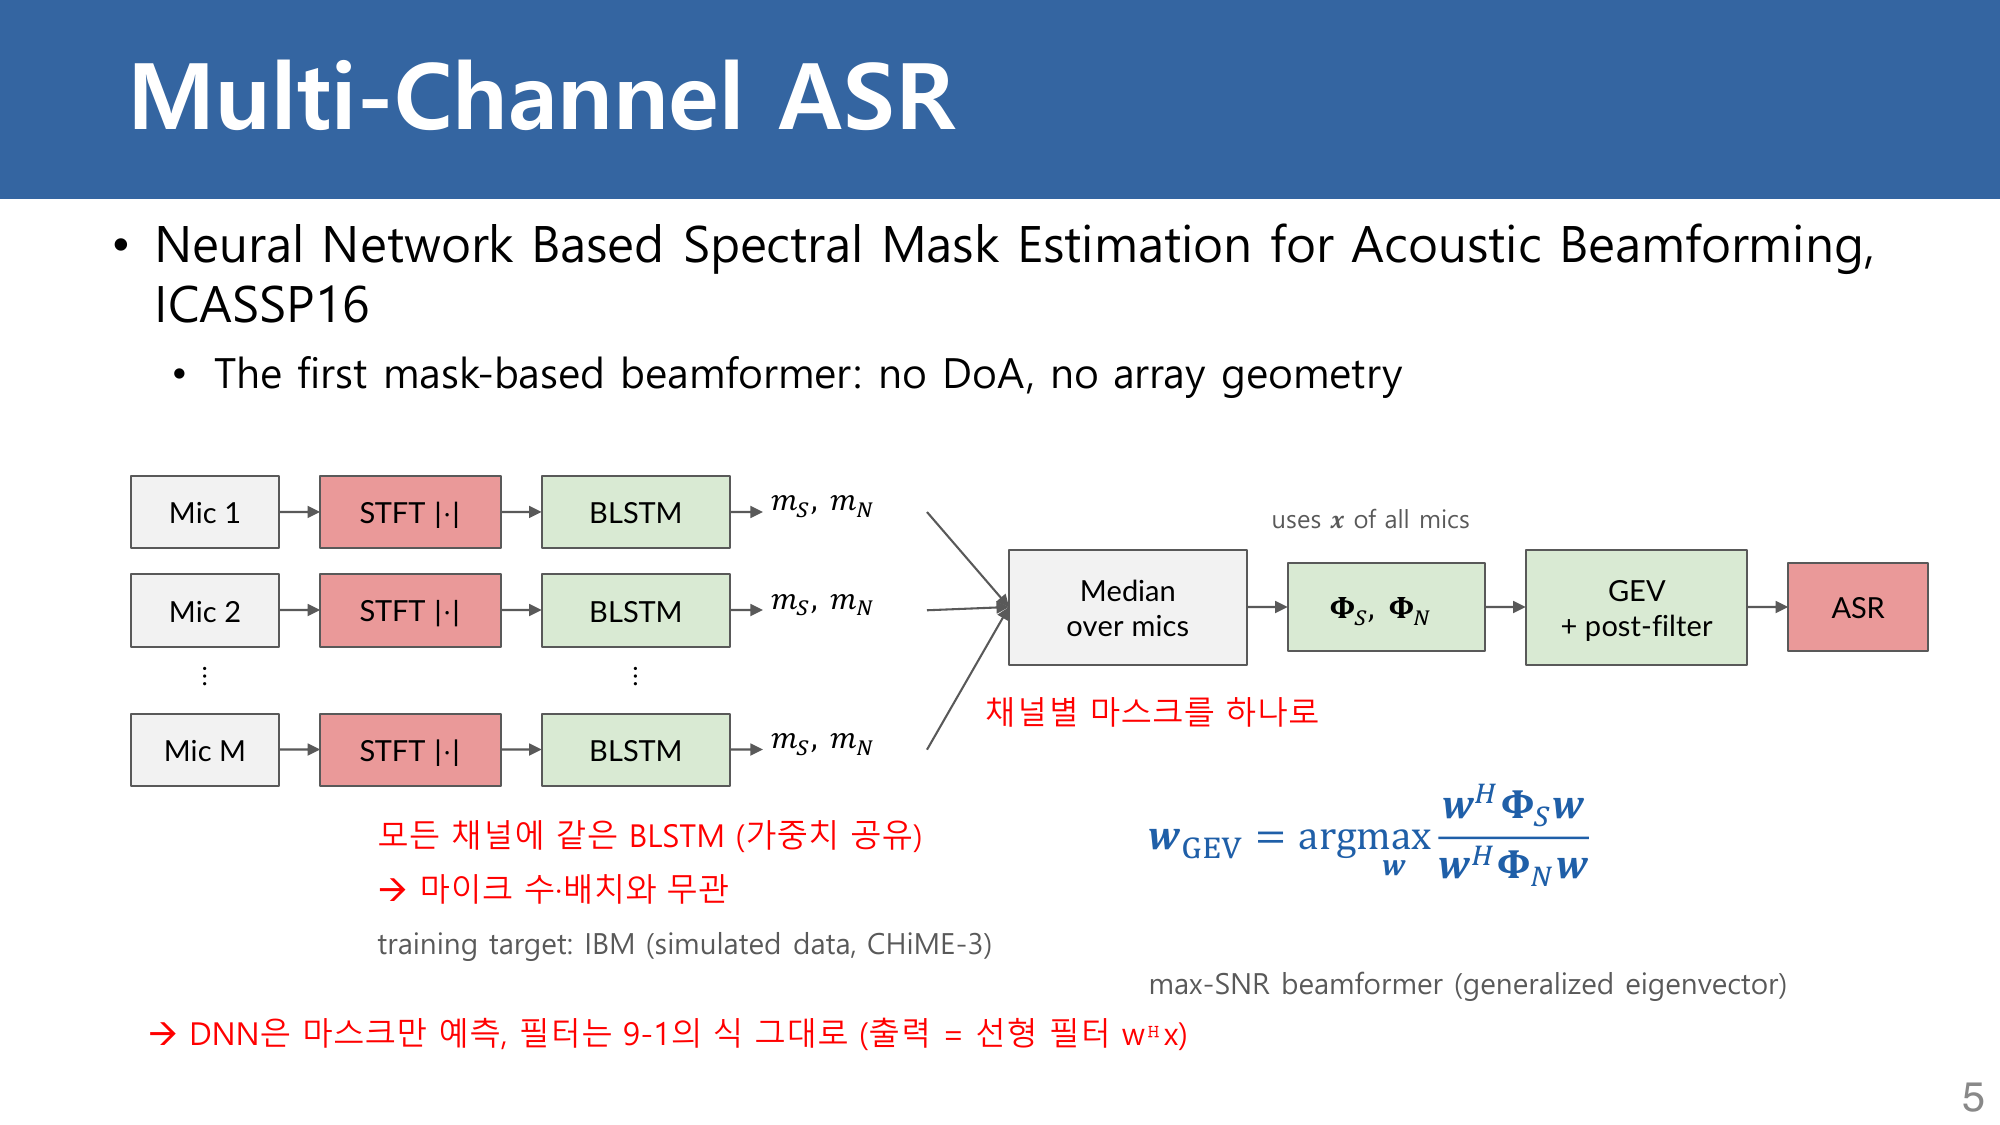 Multi-Channel ASR
• Neural Network Based Spectral Mask Estimation for Acoustic Beamforming,
ICASSP16
• The first mask-based beamformer: no DoA, no array geometry
Mic 1
STFT |·|
BLSTM
m_S, m_N
Mic 2
STFT |·|
BLSTM
m_S, m_N
⋮
⋮
Mic M
STFT |·|
BLSTM
m_S, m_N
Median
over mics
uses x of all mics
Φ_S, Φ_N
GEV
+ post-filter
ASR
채널별 마스크를 하나로
모든 채널에 같은 BLSTM (가중치 공유)
→ 마이크 수·배치와 무관
training target: IBM (simulated data, CHiME-3)
w_GEV = argmax_w (w^H Φ_S w) / (w^H Φ_N w)
max-SNR beamformer (generalized eigenvector)
→ DNN은 마스크만 예측, 필터는 9-1의 식 그대로 (출력 = 선형 필터 wᴴx)
5